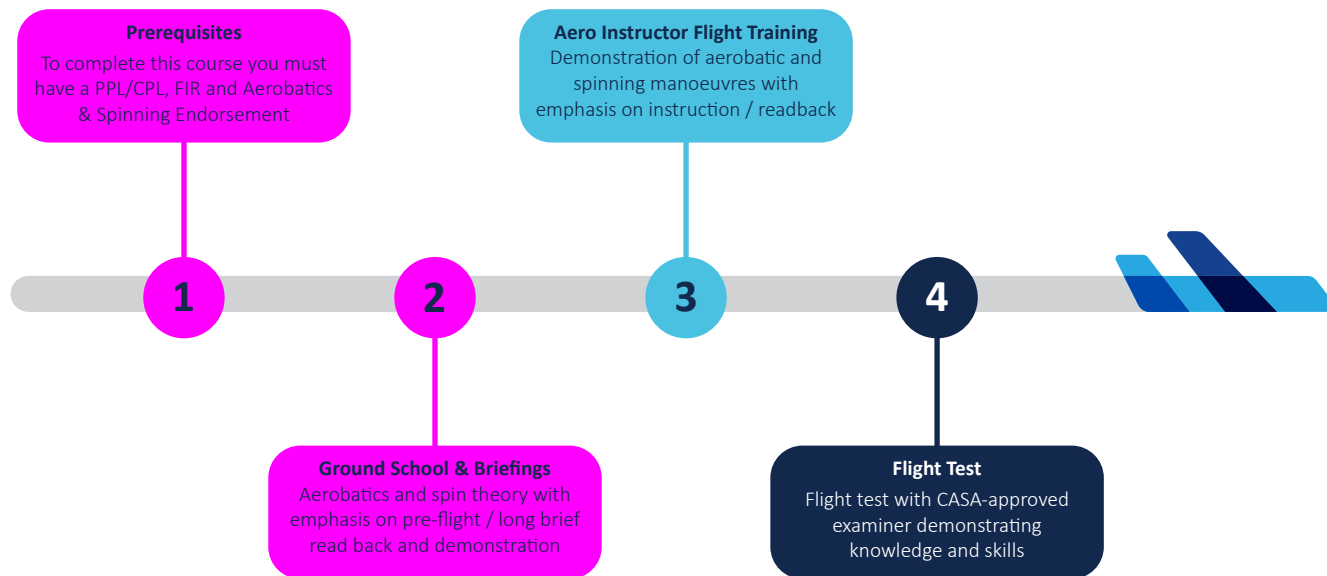 Prerequisites
To complete this course you must
have a PPL/CPL, FIR and Aerobatics
& Spinning Endorsement
Aero Instructor Flight Training
Demonstration of aerobatic and
spinning manoeuvres with
emphasis on instruction / readback
1
2
3
4
Ground School & Briefings
Aerobatics and spin theory with
emphasis on pre-flight / long brief
read back and demonstration
Flight Test
Flight test with CASA-approved
examiner demonstrating
knowledge and skills